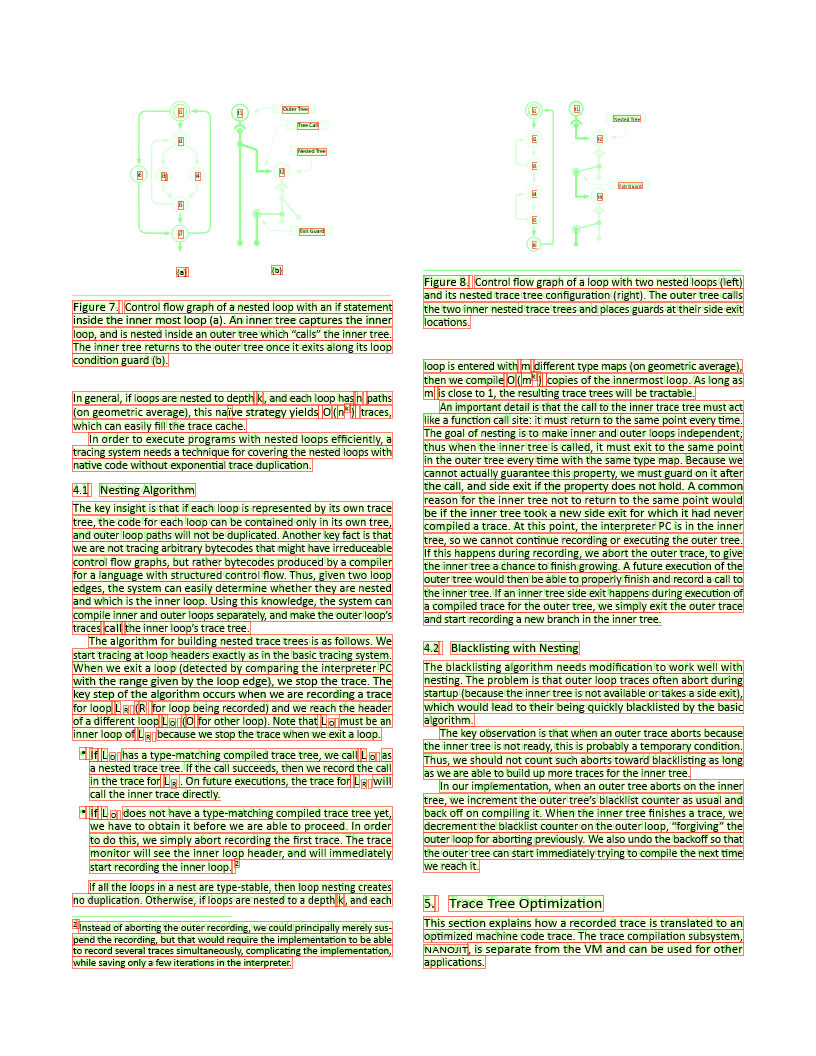 t1
i2
i6
i3
i4
i5
i7
t1
t2
Outer Tree
Tree Call
Nested Tree
Exit Guard
(a)
(b)
Figure 7. Control flow graph of a nested loop with an if statement
inside the inner most loop (a). An inner tree captures the inner
loop, and is nested inside an outer tree which “calls” the inner tree.
The inner tree returns to the outer tree once it exits along its loop
condition guard (b).
In general, if loops are nested to depth k, and each loop has n paths
(on geometric average), this naïve strategy yields O(n^k) traces,
which can easily fill the trace cache.
In order to execute programs with nested loops efficiently, a
tracing system needs a technique for covering the nested loops with
native code without exponential trace duplication.
4.1 Nesting Algorithm
The key insight is that if each loop is represented by its own trace
tree, the code for each loop can be contained only in its own tree,
and outer loop paths will not be duplicated. Another key fact is that
we are not tracing arbitrary bytecodes that might have irreduceable
control flow graphs, but rather bytecodes produced by a compiler
for a language with structured control flow. Thus, given two loop
edges, the system can easily determine whether they are nested
and which is the inner loop. Using this knowledge, the system can
compile inner and outer loops separately, and make the outer loop’s
traces call the inner loop’s trace tree.
The algorithm for building nested trace trees is as follows. We
start tracing at loop headers exactly as in the basic tracing system.
When we exit a loop (detected by comparing the interpreter PC
with the range given by the loop edge), we stop the trace. The
key step of the algorithm occurs when we are recording a trace
for loop L_R (R for loop being recorded) and we reach the header
of a different loop L_O (O for other loop). Note that L_O must be an
inner loop of L_R because we stop the trace when we exit a loop.
• If L_O has a type-matching compiled trace tree, we call L_O as
a nested trace tree. If the call succeeds, then we record the call
in the trace for L_R. On future executions, the trace for L_R will
call the inner trace directly.
• If L_O does not have a type-matching compiled trace tree yet,
we have to obtain it before we are able to proceed. In order
to do this, we simply abort recording the first trace. The trace
monitor will see the inner loop header, and will immediately
start recording the inner loop. 2
If all the loops in a nest are type-stable, then loop nesting creates
no duplication. Otherwise, if loops are nested to a depth k, and each
2 Instead of aborting the outer recording, we could principally merely sus-
pend the recording, but that would require the implementation to be able
to record several traces simultaneously, complicating the implementation,
while saving only a few iterations in the interpreter.
Nested Tree
Exit Guard
Figure 8. Control flow graph of a loop with two nested loops (left)
and its nested trace tree configuration (right). The outer tree calls
the two inner nested trace trees and places guards at their side exit
locations.
loop is entered with m different type maps (on geometric average),
then we compile O(m^k) copies of the innermost loop. As long as
m is close to 1, the resulting trace trees will be tractable.
An important detail is that the call to the inner trace tree must act
like a function call site: it must return to the same point every time.
The goal of nesting is to make inner and outer loops independent;
thus when the inner tree is called, it must exit to the same point
in the outer tree every time with the same type map. Because we
cannot actually guarantee this property, we must guard on it after
the call, and side exit if the property does not hold. A common
reason for the inner tree not to return to the same point would
be if the inner tree took a new side exit for which it had never
compiled a trace. At this point, the interpreter PC is in the inner
tree, so we cannot continue recording or executing the outer tree.
If this happens during recording, we abort the outer trace, to give
the inner tree a chance to finish growing. A future execution of the
outer tree would then be able to properly finish and record a call to
the inner tree. If an inner tree side exit happens during execution of
a compiled trace for the outer tree, we simply exit the outer trace
and start recording a new branch in the inner tree.
4.2 Blacklisting with Nesting
The blacklisting algorithm needs modification to work well with
nesting. The problem is that outer loop traces often abort during
startup (because the inner tree is not available or takes a side exit),
which would lead to their being quickly blacklisted by the basic
algorithm.
The key observation is that when an outer trace aborts because
the inner tree is not ready, this is probably a temporary condition.
Thus, we should not count such aborts toward blacklisting as long
as we are able to build up more traces for the inner tree.
In our implementation, when an outer tree aborts on the inner
tree, we increment the outer tree’s blacklist counter as usual and
back off on compiling it. When the inner tree finishes a trace, we
decrement the blacklist counter on the outer loop, “forgiving” the
outer loop for aborting previously. We also undo the backoff so that
the outer tree can start immediately trying to compile the next time
we reach it.
5. Trace Tree Optimization
This section explains how a recorded trace is translated to an
optimized machine code trace. The trace compilation subsystem,
NANOJIT, is separate from the VM and can be used for other
applications.